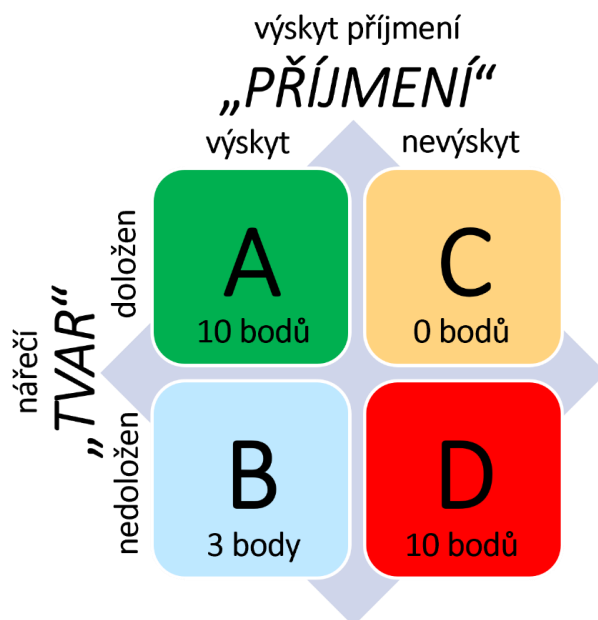 výskyt příjmení
„PŘÍJMENÍ“
výskyt
nevýskyt
nářečí
„TVAR“
doložen
A
10 bodů
C
0 bodů
nedoložen
B
3 body
D
10 bodů